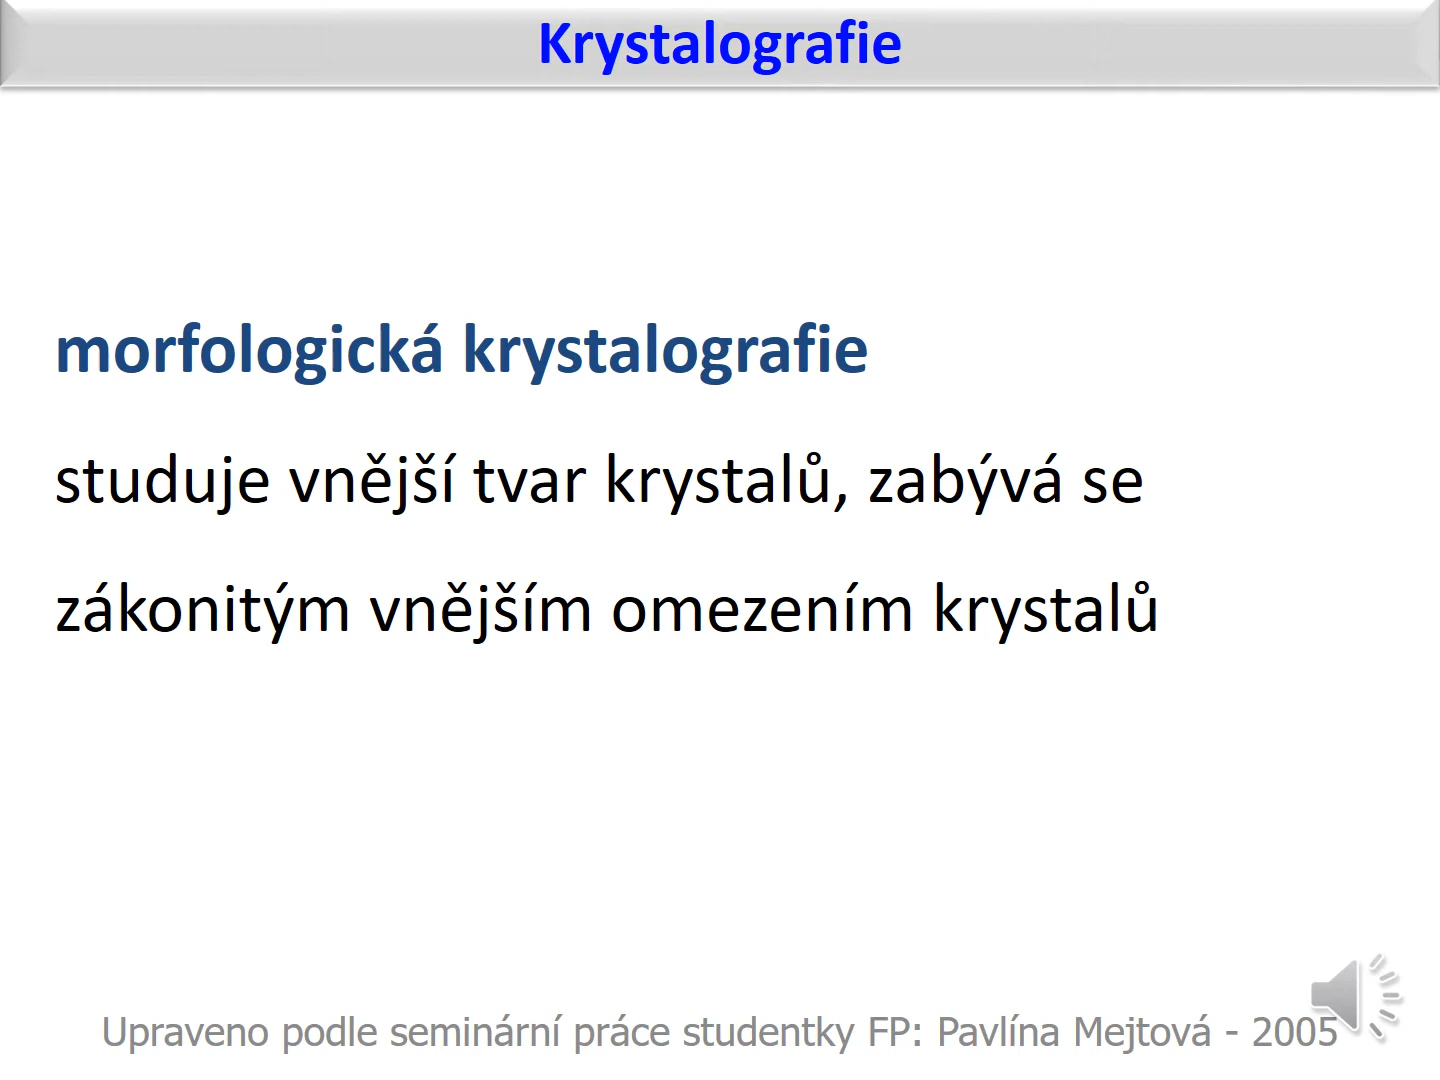 Krystalografie
morfologická krystalografie
studuje vnější tvar krystalů, zabývá se
zákonitým vnějším omezením krystalů
Upraveno podle seminární práce studentky FP: Pavlína Mejtová - 2005